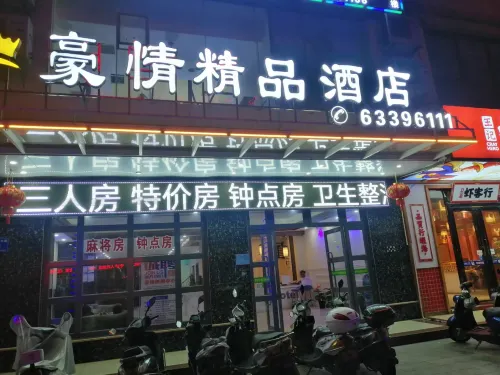 豪情精品酒店
63396111
三人房 特价房 钟点房 卫生整洁
麻将房 钟点房
虾客行